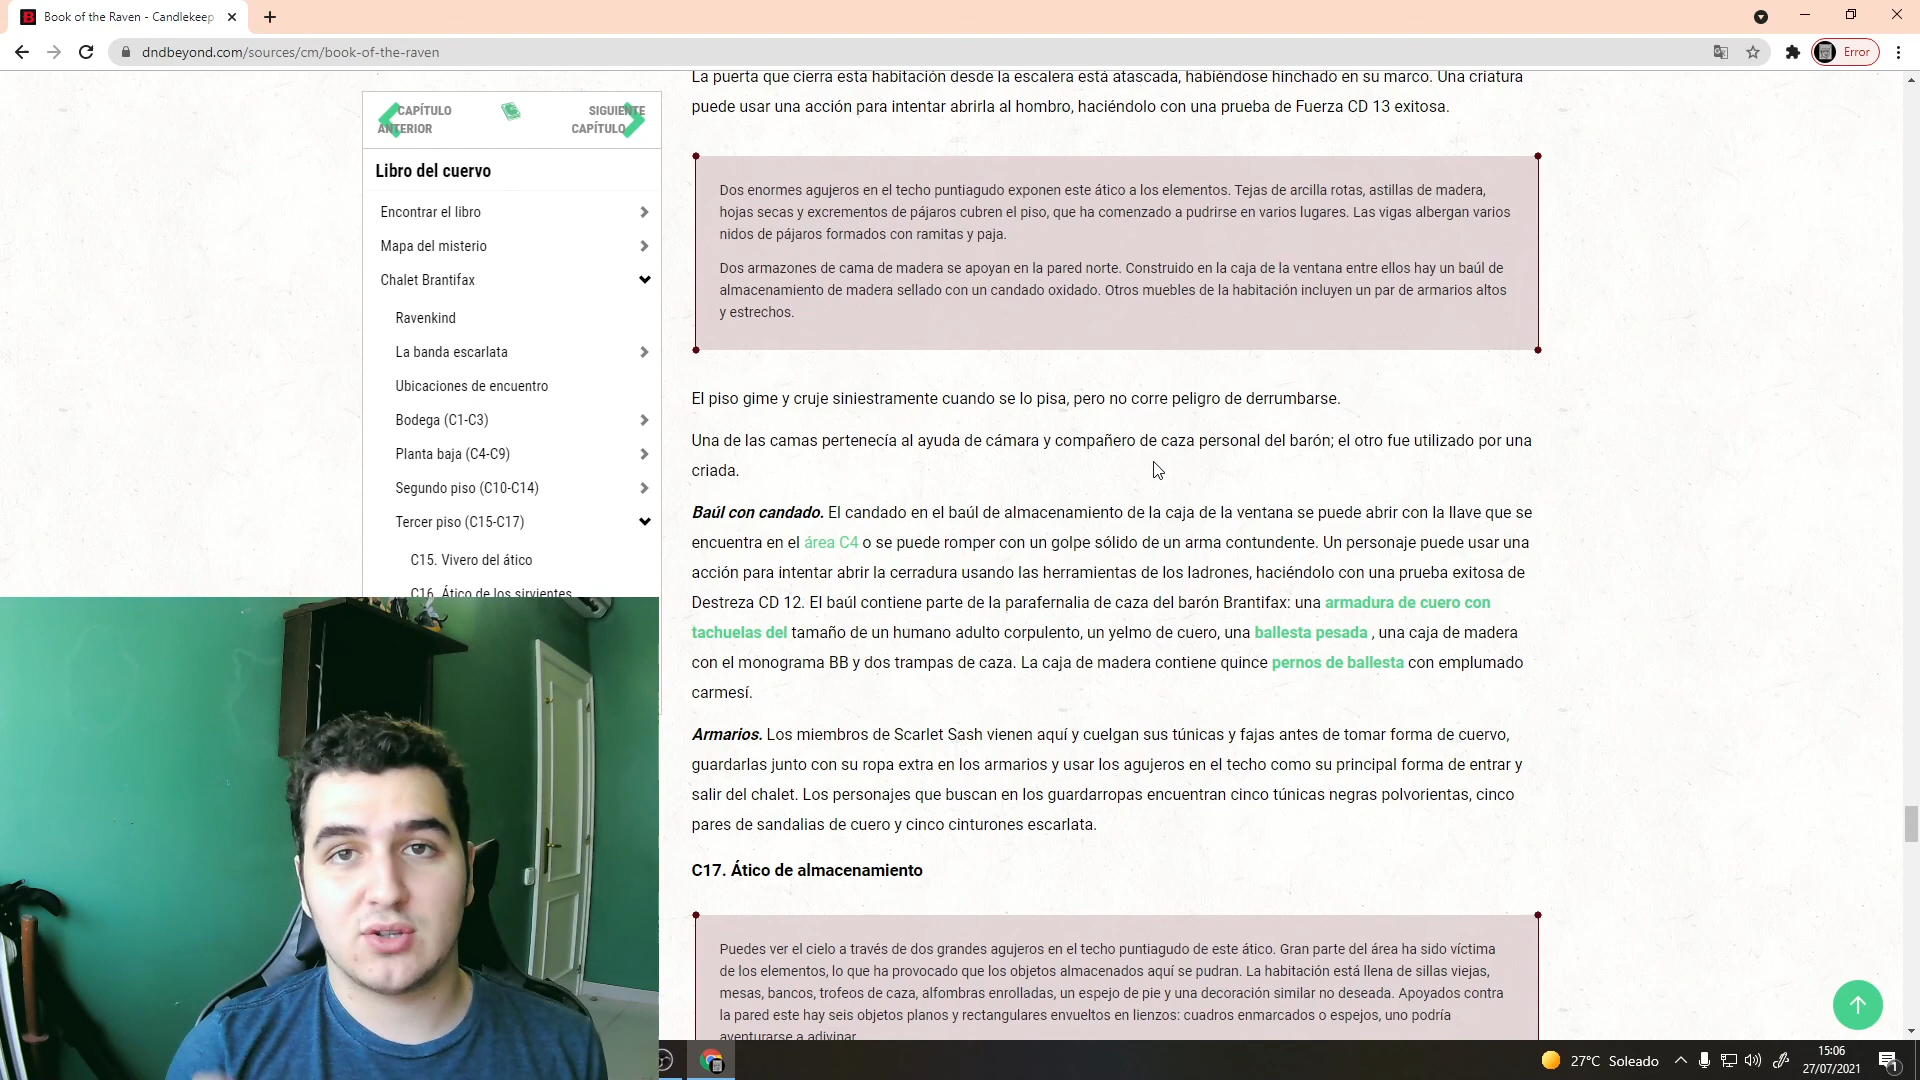 Book of the Raven - Candlekeep
dndbeyond.com/sources/cm/book-of-the-raven
Error
CAPÍTULO
ANTERIOR
SIGUIENTE
CAPÍTULO
Libro del cuervo
Encontrar el libro
Mapa del misterio
Chalet Brantifax
Ravenkind
La banda escarlata
Ubicaciones de encuentro
Bodega (C1-C3)
Planta baja (C4-C9)
Segundo piso (C10-C14)
Tercer piso (C15-C17)
C15. Vivero del ático
C16. Ático de los sirvientes
La puerta que cierra esta habitación desde la escalera está atascada, habiéndose hinchado en su marco. Una criatura
puede usar una acción para intentar abrirla al hombro, haciéndolo con una prueba de Fuerza CD 13 exitosa.
Dos enormes agujeros en el techo puntiagudo exponen este ático a los elementos. Tejas de arcilla rotas, astillas de madera,
hojas secas y excrementos de pájaros cubren el piso, que ha comenzado a pudrirse en varios lugares. Las vigas albergan varios
nidos de pájaros formados con ramitas y paja.
Dos armazones de cama de madera se apoyan en la pared norte. Construido en la caja de la ventana entre ellos hay un baúl de
almacenamiento de madera sellado con un candado oxidado. Otros muebles de la habitación incluyen un par de armarios altos
y estrechos.
El piso gime y cruje siniestramente cuando se lo pisa, pero no corre peligro de derrumbarse.
Una de las camas pertenecía al ayuda de cámara y compañero de caza personal del barón; el otro fue utilizado por una
criada.
Baúl con candado. El candado en el baúl de almacenamiento de la caja de la ventana se puede abrir con la llave que se
encuentra en el área C4 o se puede romper con un golpe sólido de un arma contundente. Un personaje puede usar una
acción para intentar abrir la cerradura usando las herramientas de los ladrones, haciéndolo con una prueba exitosa de
Destreza CD 12. El baúl contiene parte de la parafernalia de caza del barón Brantifax: una armadura de cuero con
tachuelas del tamaño de un humano adulto corpulento, un yelmo de cuero, una ballesta pesada , una caja de madera
con el monograma BB y dos trampas de caza. La caja de madera contiene quince pernos de ballesta con emplumado
carmesí.
Armarios. Los miembros de Scarlet Sash vienen aquí y cuelgan sus túnicas y fajas antes de tomar forma de cuervo,
guardarlas junto con su ropa extra en los armarios y usar los agujeros en el techo como su principal forma de entrar y
salir del chalet. Los personajes que buscan en los guardarropas encuentran cinco túnicas negras polvorientas, cinco
pares de sandalias de cuero y cinco cinturones escarlata.
C17. Ático de almacenamiento
Puedes ver el cielo a través de dos grandes agujeros en el techo puntiagudo de este ático. Gran parte del área ha sido víctima
de los elementos, lo que ha provocado que los objetos almacenados aquí se pudran. La habitación está llena de sillas viejas,
mesas, bancos, trofeos de caza, alfombras enrolladas, un espejo de pie y una decoración similar no deseada. Apoyados contra
la pared este hay seis objetos planos y rectangulares envueltos en lienzos: cuadros enmarcados o espejos, uno podría
aventurarse a adivinar.
27°C Soleado
15:06
27/07/2021
1